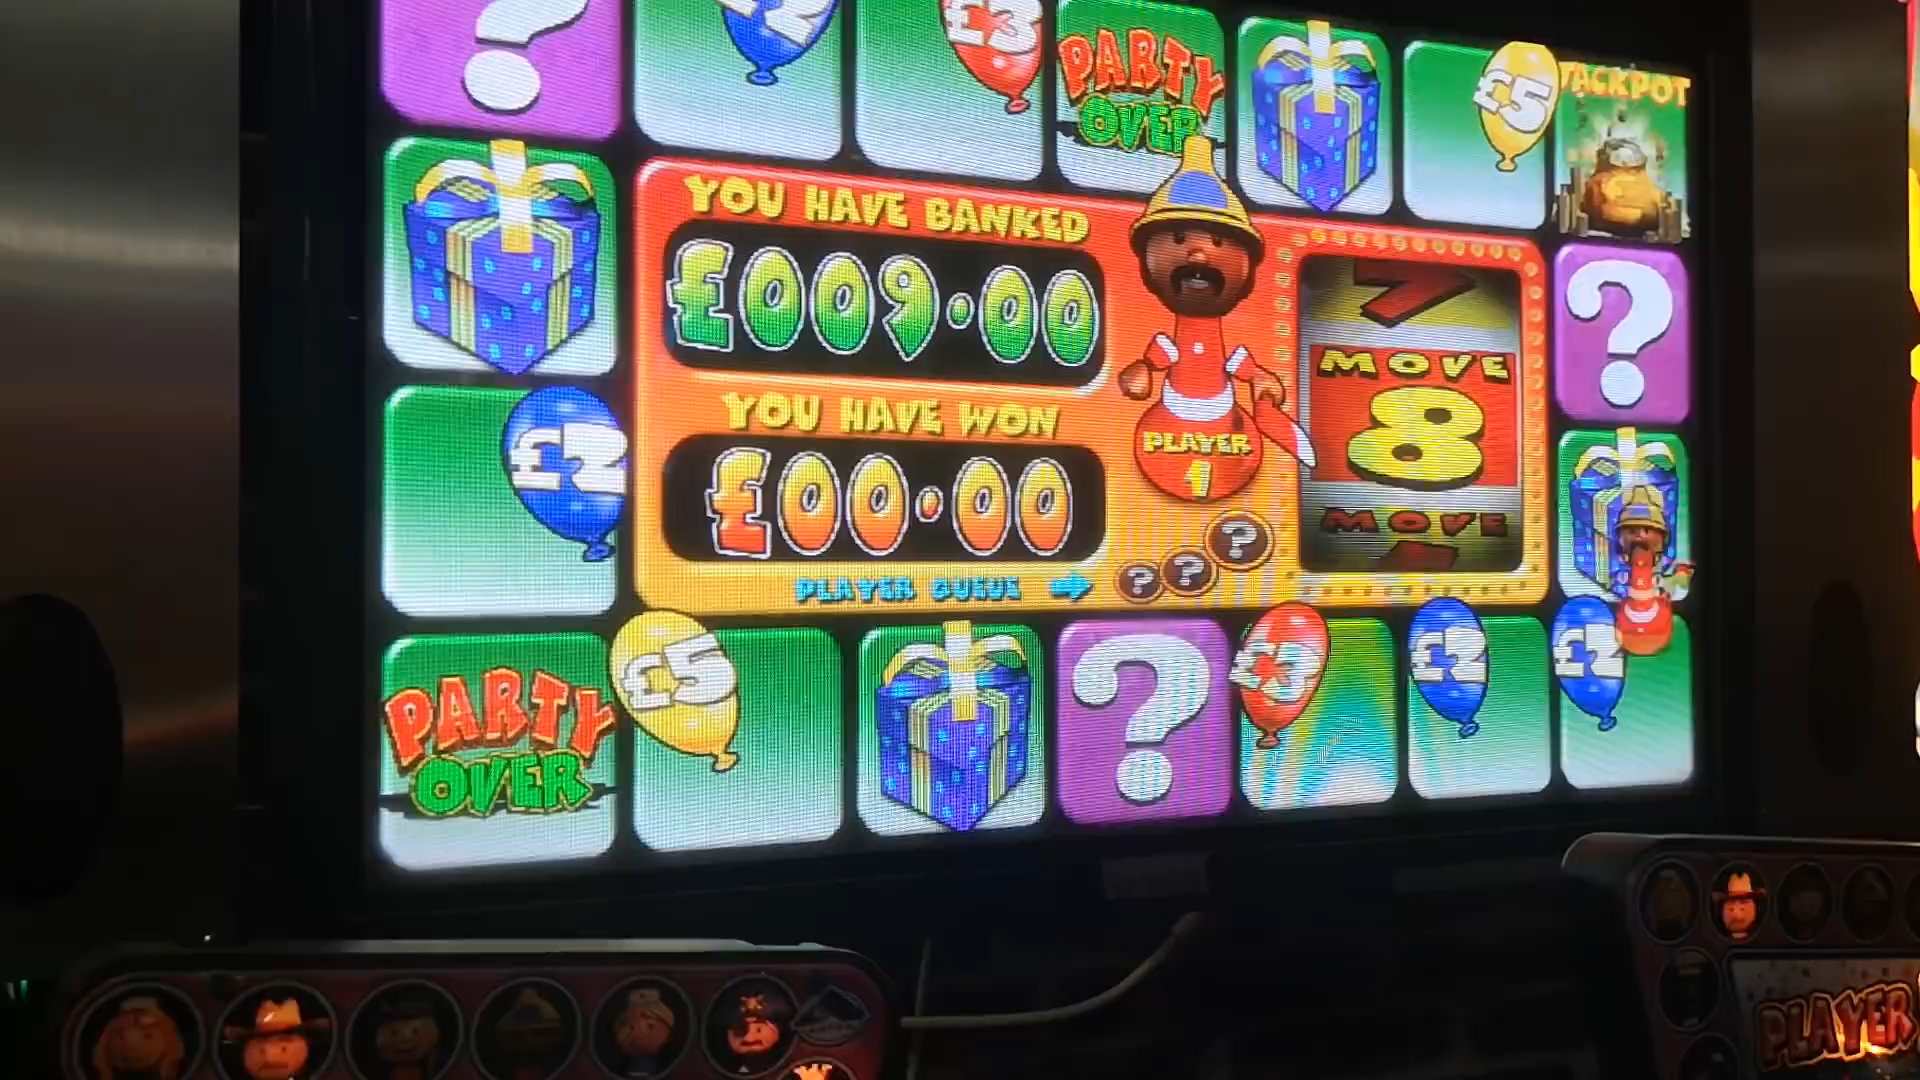 ?
£2
£3
PARTY
OVER
£5
JACKPOT
YOU HAVE BANKED
£009.00
7
?
MOVE
8
£2
YOU HAVE WON
PLAYER
1
£00.00
MOVE
PLAYER QUEUE
? ? ?
PARTY
OVER
£5
?
£3
£2
£2
PLAYER